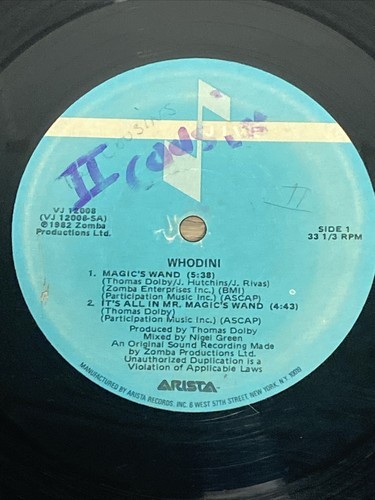 cousins
II cousin
II
VJ 12008
(VJ 12008-SA)
℗1982 Zomba
Productions Ltd.
SIDE 1
33 1/3 RPM
WHODINI
1. MAGIC'S WAND (5:38)
(Thomas Dolby/J. Hutchins/J. Rivas)
(Zomba Enterprises Inc.) (BMI)
(Participation Music Inc.) (ASCAP)
2. IT'S ALL IN MR. MAGIC'S WAND (4:43)
(Thomas Dolby)
(Participation Music Inc.) (ASCAP)
Produced by Thomas Dolby
Mixed by Nigel Green
An Original Sound Recording Made
by Zomba Productions Ltd.
Unauthorized Duplication is a
Violation of Applicable Laws
ARISTA
MANUFACTURED BY ARISTA RECORDS, INC. 6 WEST 57TH STREET, NEW YORK, N.Y. 10019